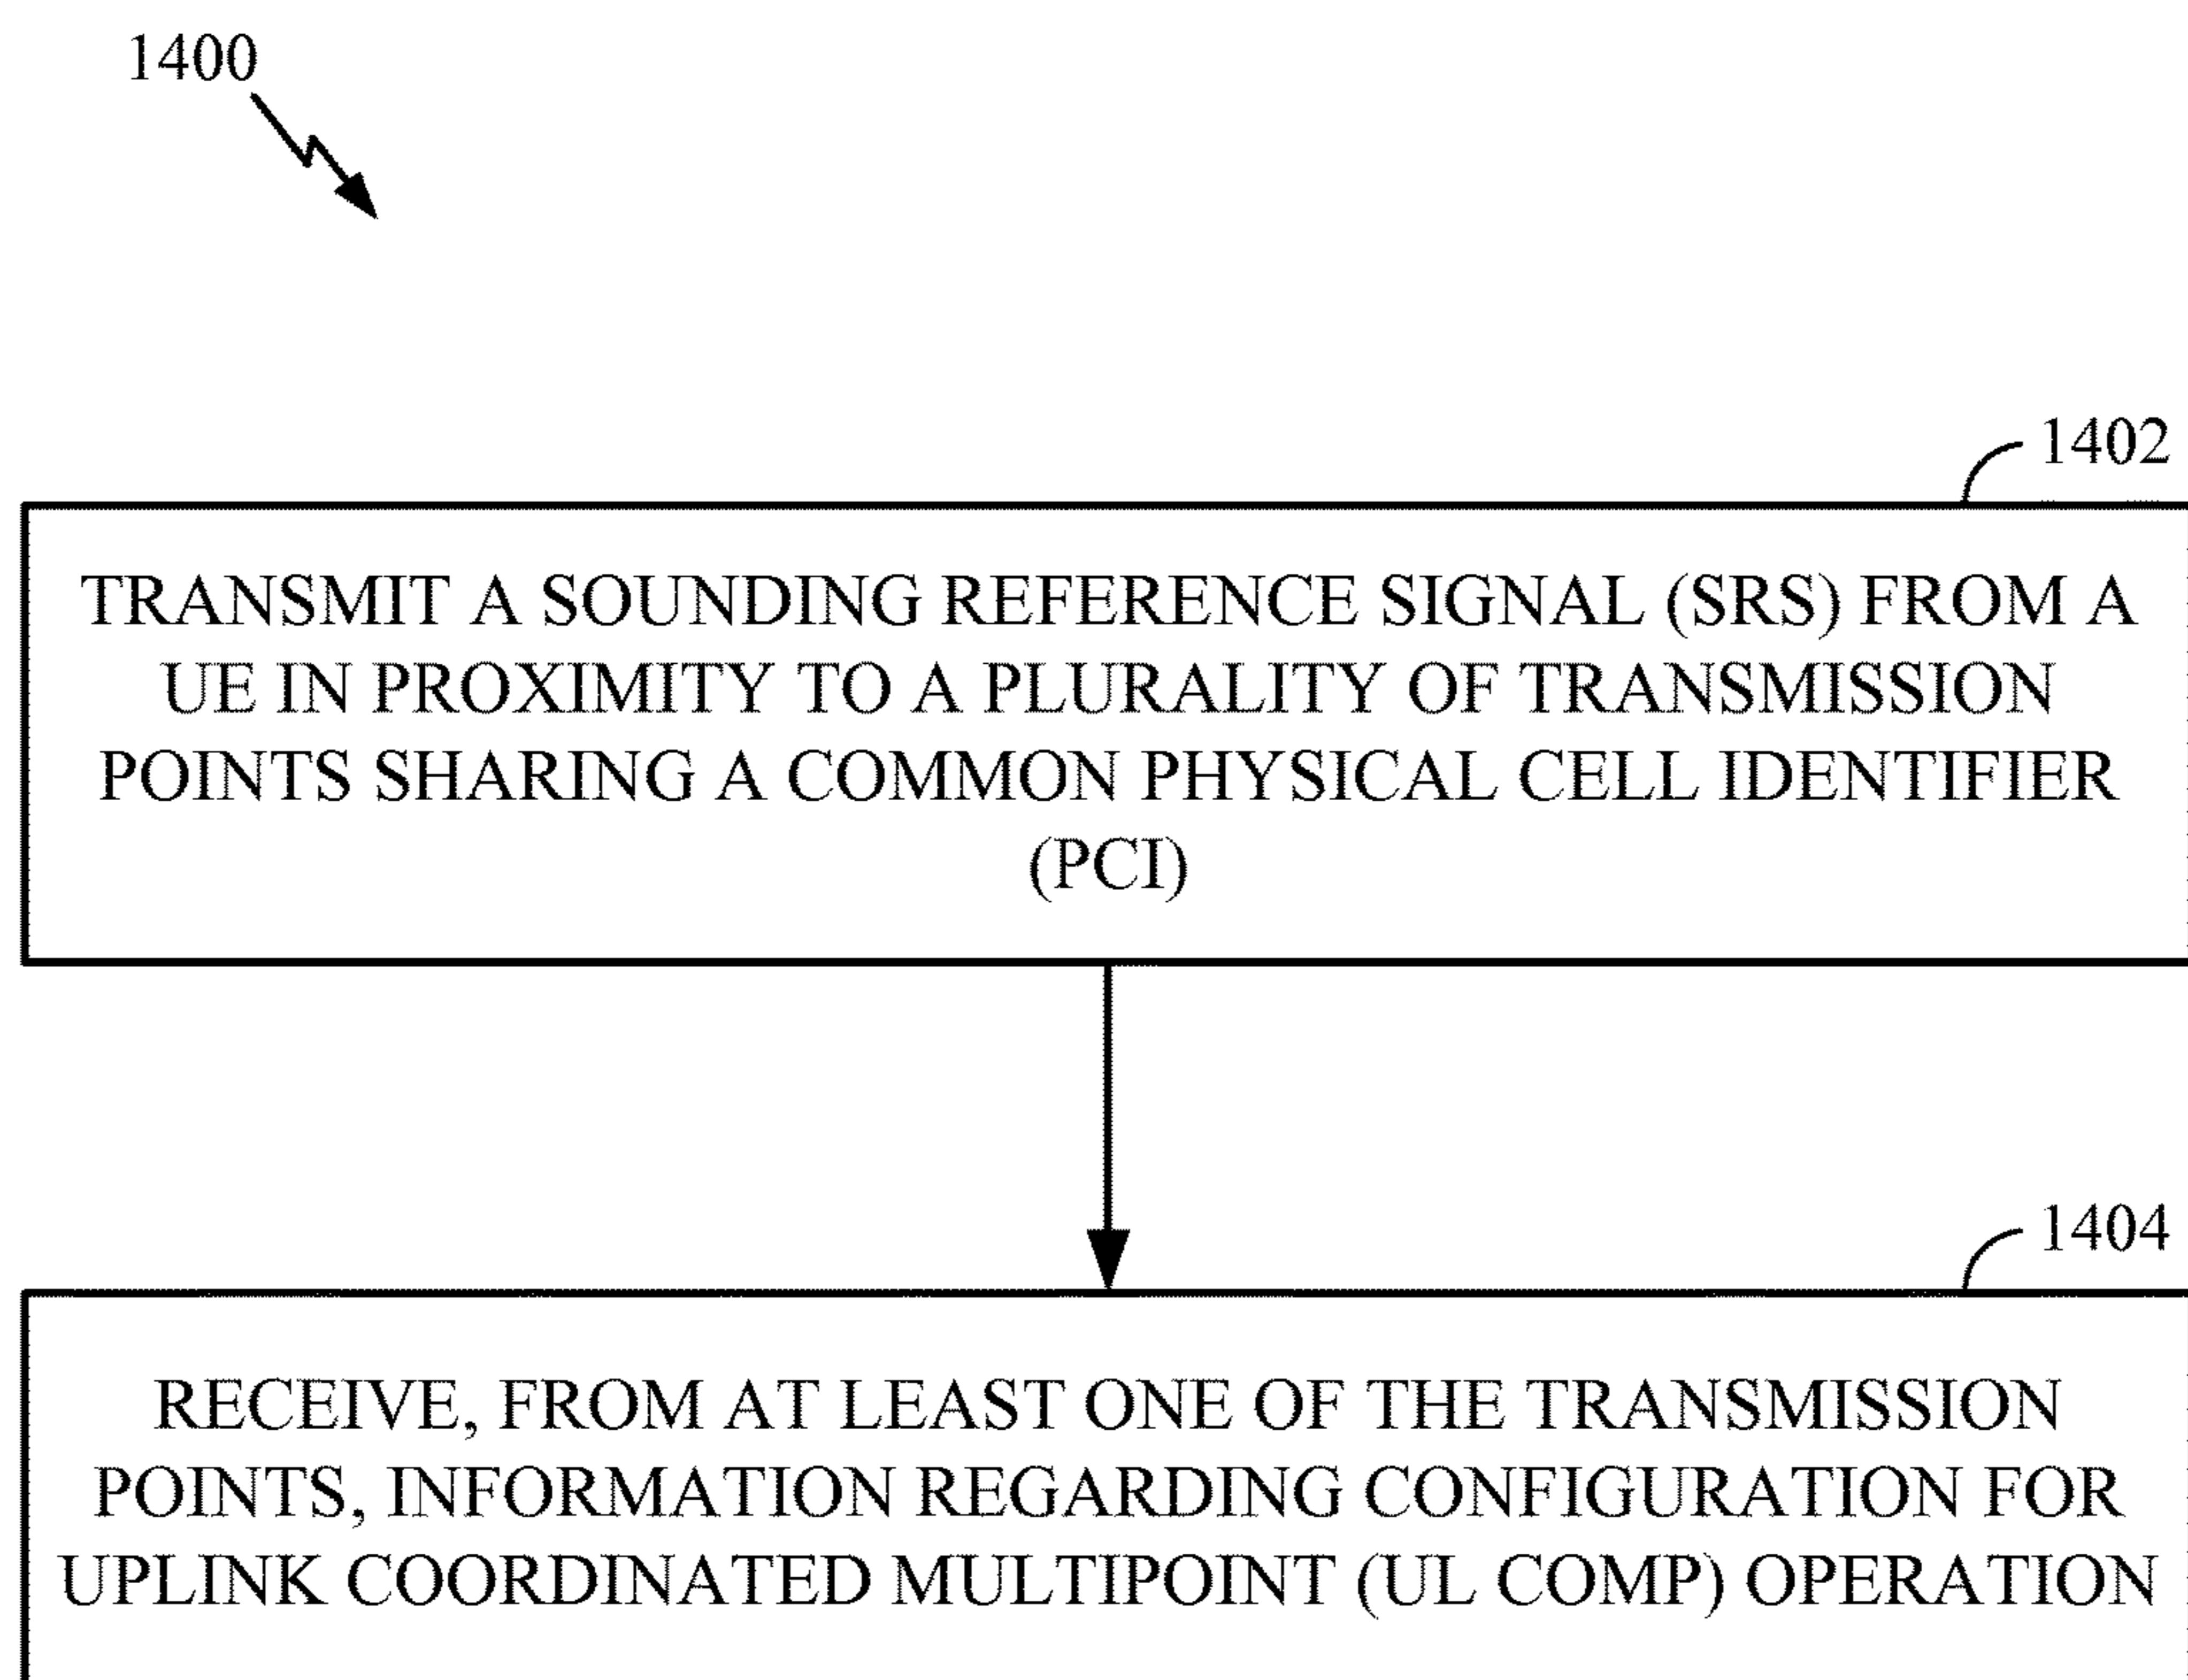 1400
1402
TRANSMIT A SOUNDING REFERENCE SIGNAL (SRS) FROM A
UE IN PROXIMITY TO A PLURALITY OF TRANSMISSION
POINTS SHARING A COMMON PHYSICAL CELL IDENTIFIER
(PCI)
1404
RECEIVE, FROM AT LEAST ONE OF THE TRANSMISSION
POINTS, INFORMATION REGARDING CONFIGURATION FOR
UPLINK COORDINATED MULTIPOINT (UL COMP) OPERATION